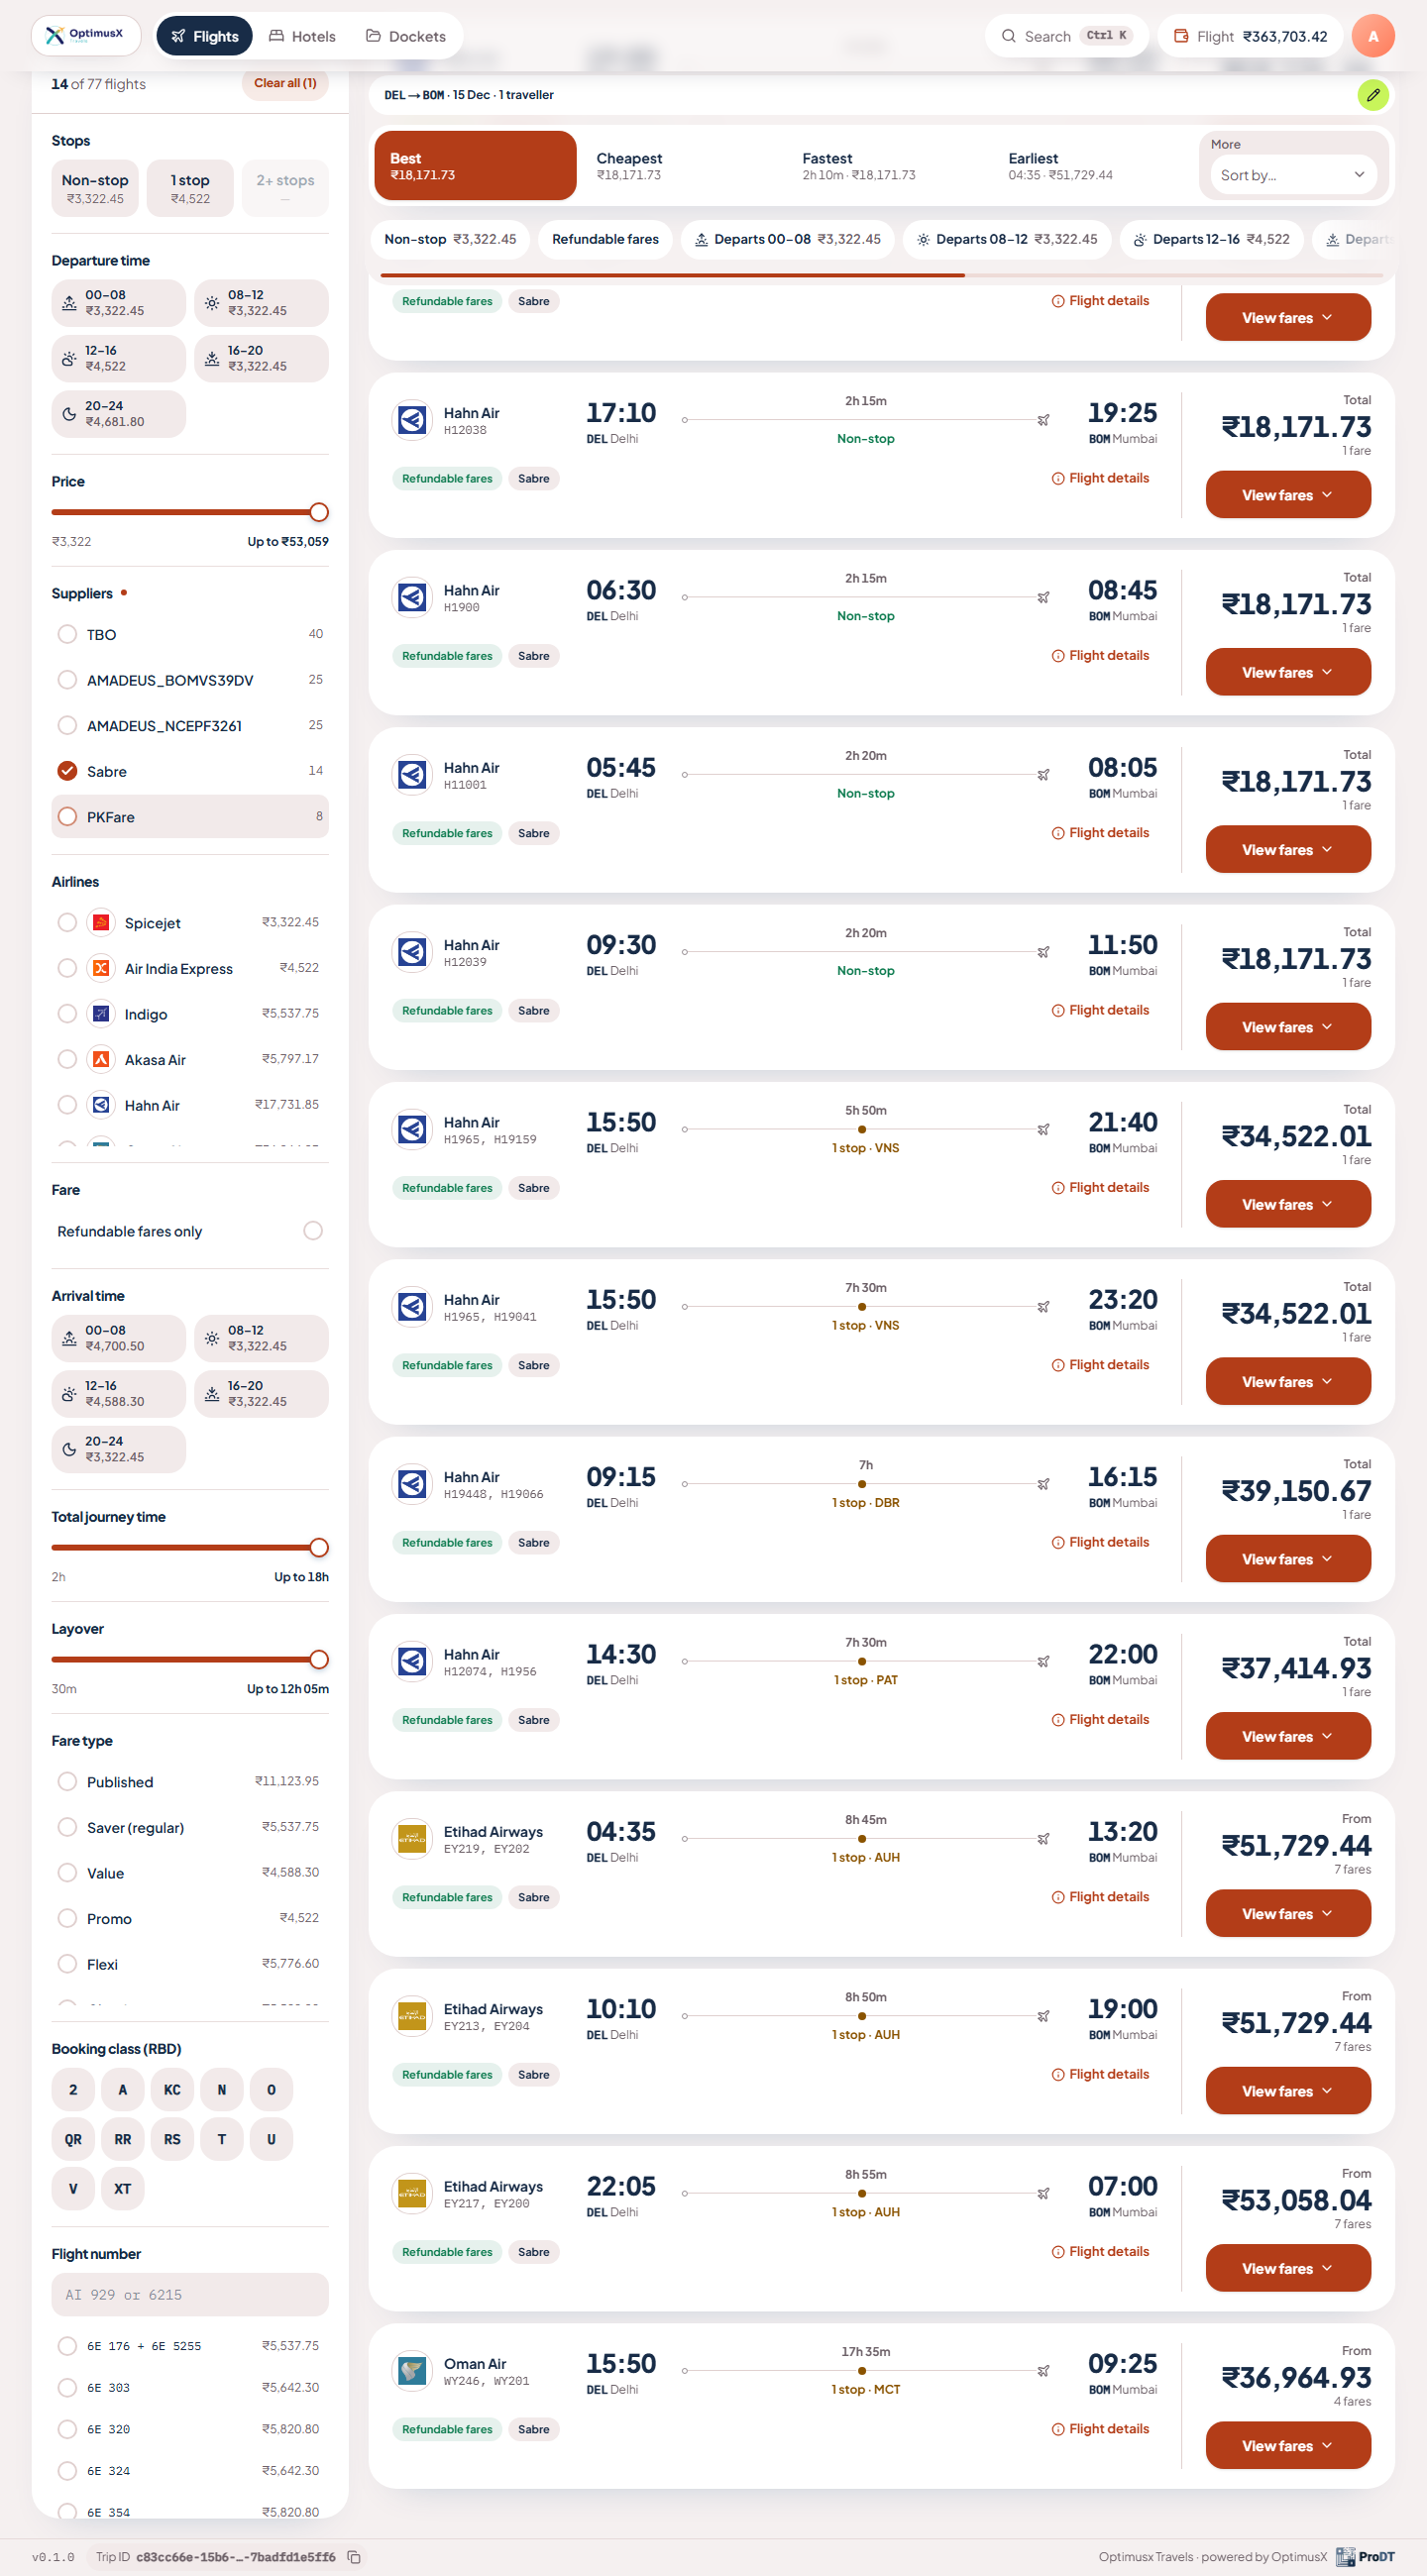 OptimusX
Flights
Hotels
Dockets
Search Ctrl K
Flight ₹363,703.42
A
14 of 77 flights
Clear all (1)
Stops
Non-stop ₹3,322.45
1 stop ₹4,522
2+ stops —
Departure time
00–08 ₹3,322.45
08–12 ₹3,322.45
12–16 ₹4,522
16–20 ₹3,322.45
20–24 ₹4,681.80
Price
₹3,322 Up to ₹53,059
Suppliers
TBO 40
AMADEUS_BOMVS39DV 25
AMADEUS_NCEPF3261 25
Sabre 14
PKFare 8
Airlines
Spicejet ₹3,322.45
Air India Express ₹4,522
Indigo ₹5,537.75
Akasa Air ₹5,797.17
Hahn Air ₹17,731.85
Fare
Refundable fares only
Arrival time
00–08 ₹4,700.50
08–12 ₹3,322.45
12–16 ₹4,588.30
16–20 ₹3,322.45
20–24 ₹3,322.45
Total journey time
2h Up to 18h
Layover
30m Up to 12h 05m
Fare type
Published ₹11,123.95
Saver (regular) ₹5,537.75
Value ₹4,588.30
Promo ₹4,522
Flexi ₹5,776.60
Booking class (RBD)
2 A KC N O
QR RR RS T U
V XT
Flight number
AI 929 or 6215
6E 176 + 6E 5255 ₹5,537.75
6E 303 ₹5,642.30
6E 320 ₹5,820.80
6E 324 ₹5,642.30
6E 354 ₹5,820.80
DEL → BOM · 15 Dec · 1 traveller
Best
₹18,171.73
Cheapest
₹18,171.73
Fastest
2h 10m · ₹18,171.73
Earliest
04:35 · ₹51,729.44
More
Sort by...
Non-stop ₹3,322.45
Refundable fares
Departs 00–08 ₹3,322.45
Departs 08–12 ₹3,322.45
Departs 12–16 ₹4,522
Departs
Refundable fares Sabre Flight details View fares
Hahn Air
H12038
17:10
DEL Delhi
2h 15m
Non-stop
19:25
BOM Mumbai
Total
₹18,171.73
1 fare
Refundable fares Sabre Flight details View fares
Hahn Air
H1900
06:30
DEL Delhi
2h 15m
Non-stop
08:45
BOM Mumbai
Total
₹18,171.73
1 fare
Refundable fares Sabre Flight details View fares
Hahn Air
H11001
05:45
DEL Delhi
2h 20m
Non-stop
08:05
BOM Mumbai
Total
₹18,171.73
1 fare
Refundable fares Sabre Flight details View fares
Hahn Air
H12039
09:30
DEL Delhi
2h 20m
Non-stop
11:50
BOM Mumbai
Total
₹18,171.73
1 fare
Refundable fares Sabre Flight details View fares
Hahn Air
H1965, H19159
15:50
DEL Delhi
5h 50m
1 stop · VNS
21:40
BOM Mumbai
Total
₹34,522.01
1 fare
Refundable fares Sabre Flight details View fares
Hahn Air
H1965, H19041
15:50
DEL Delhi
7h 30m
1 stop · VNS
23:20
BOM Mumbai
Total
₹34,522.01
1 fare
Refundable fares Sabre Flight details View fares
Hahn Air
H19448, H19066
09:15
DEL Delhi
7h
1 stop · DBR
16:15
BOM Mumbai
Total
₹39,150.67
1 fare
Refundable fares Sabre Flight details View fares
Hahn Air
H12074, H1956
14:30
DEL Delhi
7h 30m
1 stop · PAT
22:00
BOM Mumbai
Total
₹37,414.93
1 fare
Refundable fares Sabre Flight details View fares
Etihad Airways
EY219, EY202
04:35
DEL Delhi
8h 45m
1 stop · AUH
13:20
BOM Mumbai
From
₹51,729.44
7 fares
Refundable fares Sabre Flight details View fares
Etihad Airways
EY213, EY204
10:10
DEL Delhi
8h 50m
1 stop · AUH
19:00
BOM Mumbai
From
₹51,729.44
7 fares
Refundable fares Sabre Flight details View fares
Etihad Airways
EY217, EY200
22:05
DEL Delhi
8h 55m
1 stop · AUH
07:00
BOM Mumbai
From
₹53,058.04
7 fares
Refundable fares Sabre Flight details View fares
Oman Air
WY246, WY201
15:50
DEL Delhi
17h 35m
1 stop · MCT
09:25
BOM Mumbai
From
₹36,964.93
4 fares
Refundable fares Sabre Flight details View fares
v0.1.0 Trip ID c83cc66e-15b6-…-7badfd1e5ff6
Optimusx Travels · powered by OptimusX ProDT